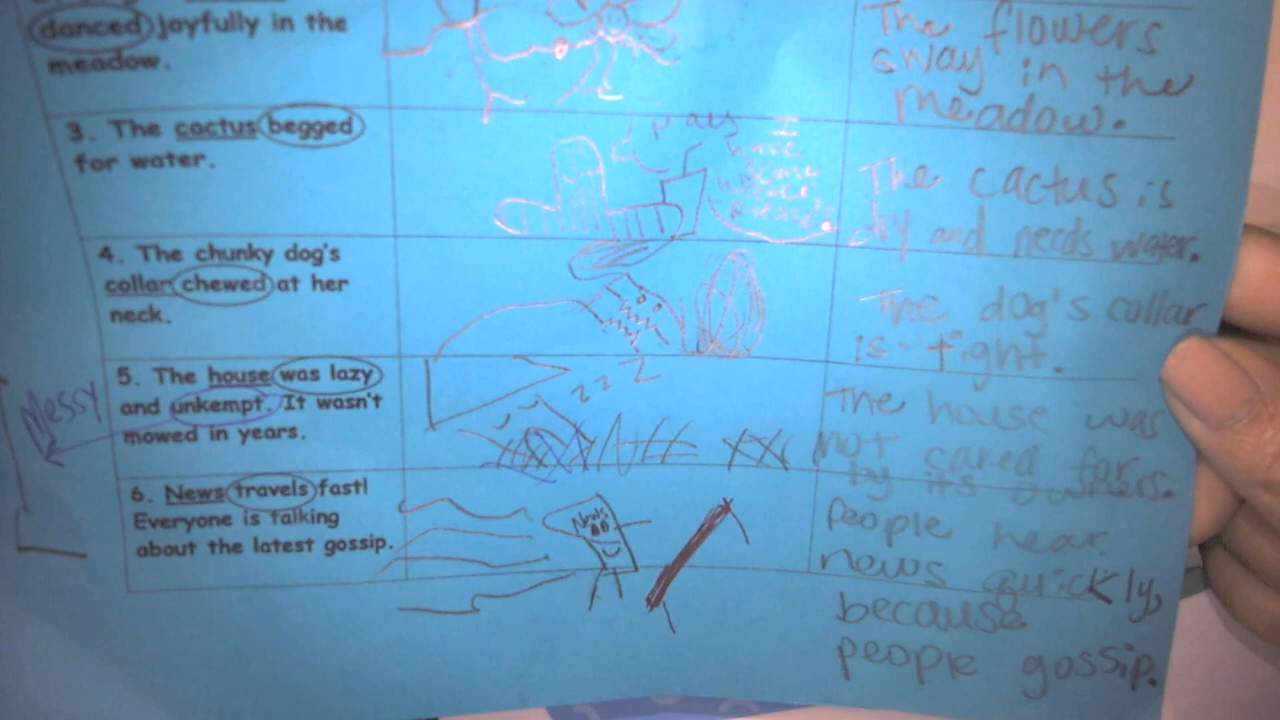 danced joyfully in the
meadow.
The flowers
sway in the
meadow.
3. The cactus begged
for water.
I
The cactus is
dry and needs water.
4. The chunky dog's
collar chewed at her
neck.
The dog's collar
is tight.
Messy
5. The house was lazy
and unkempt. It wasn't
mowed in years.
z z Z
The house was
not cared for
by it's owners.
6. News travels fast!
Everyone is talking
about the latest gossip.
News
People hear
news quickly,
because
people gossip.